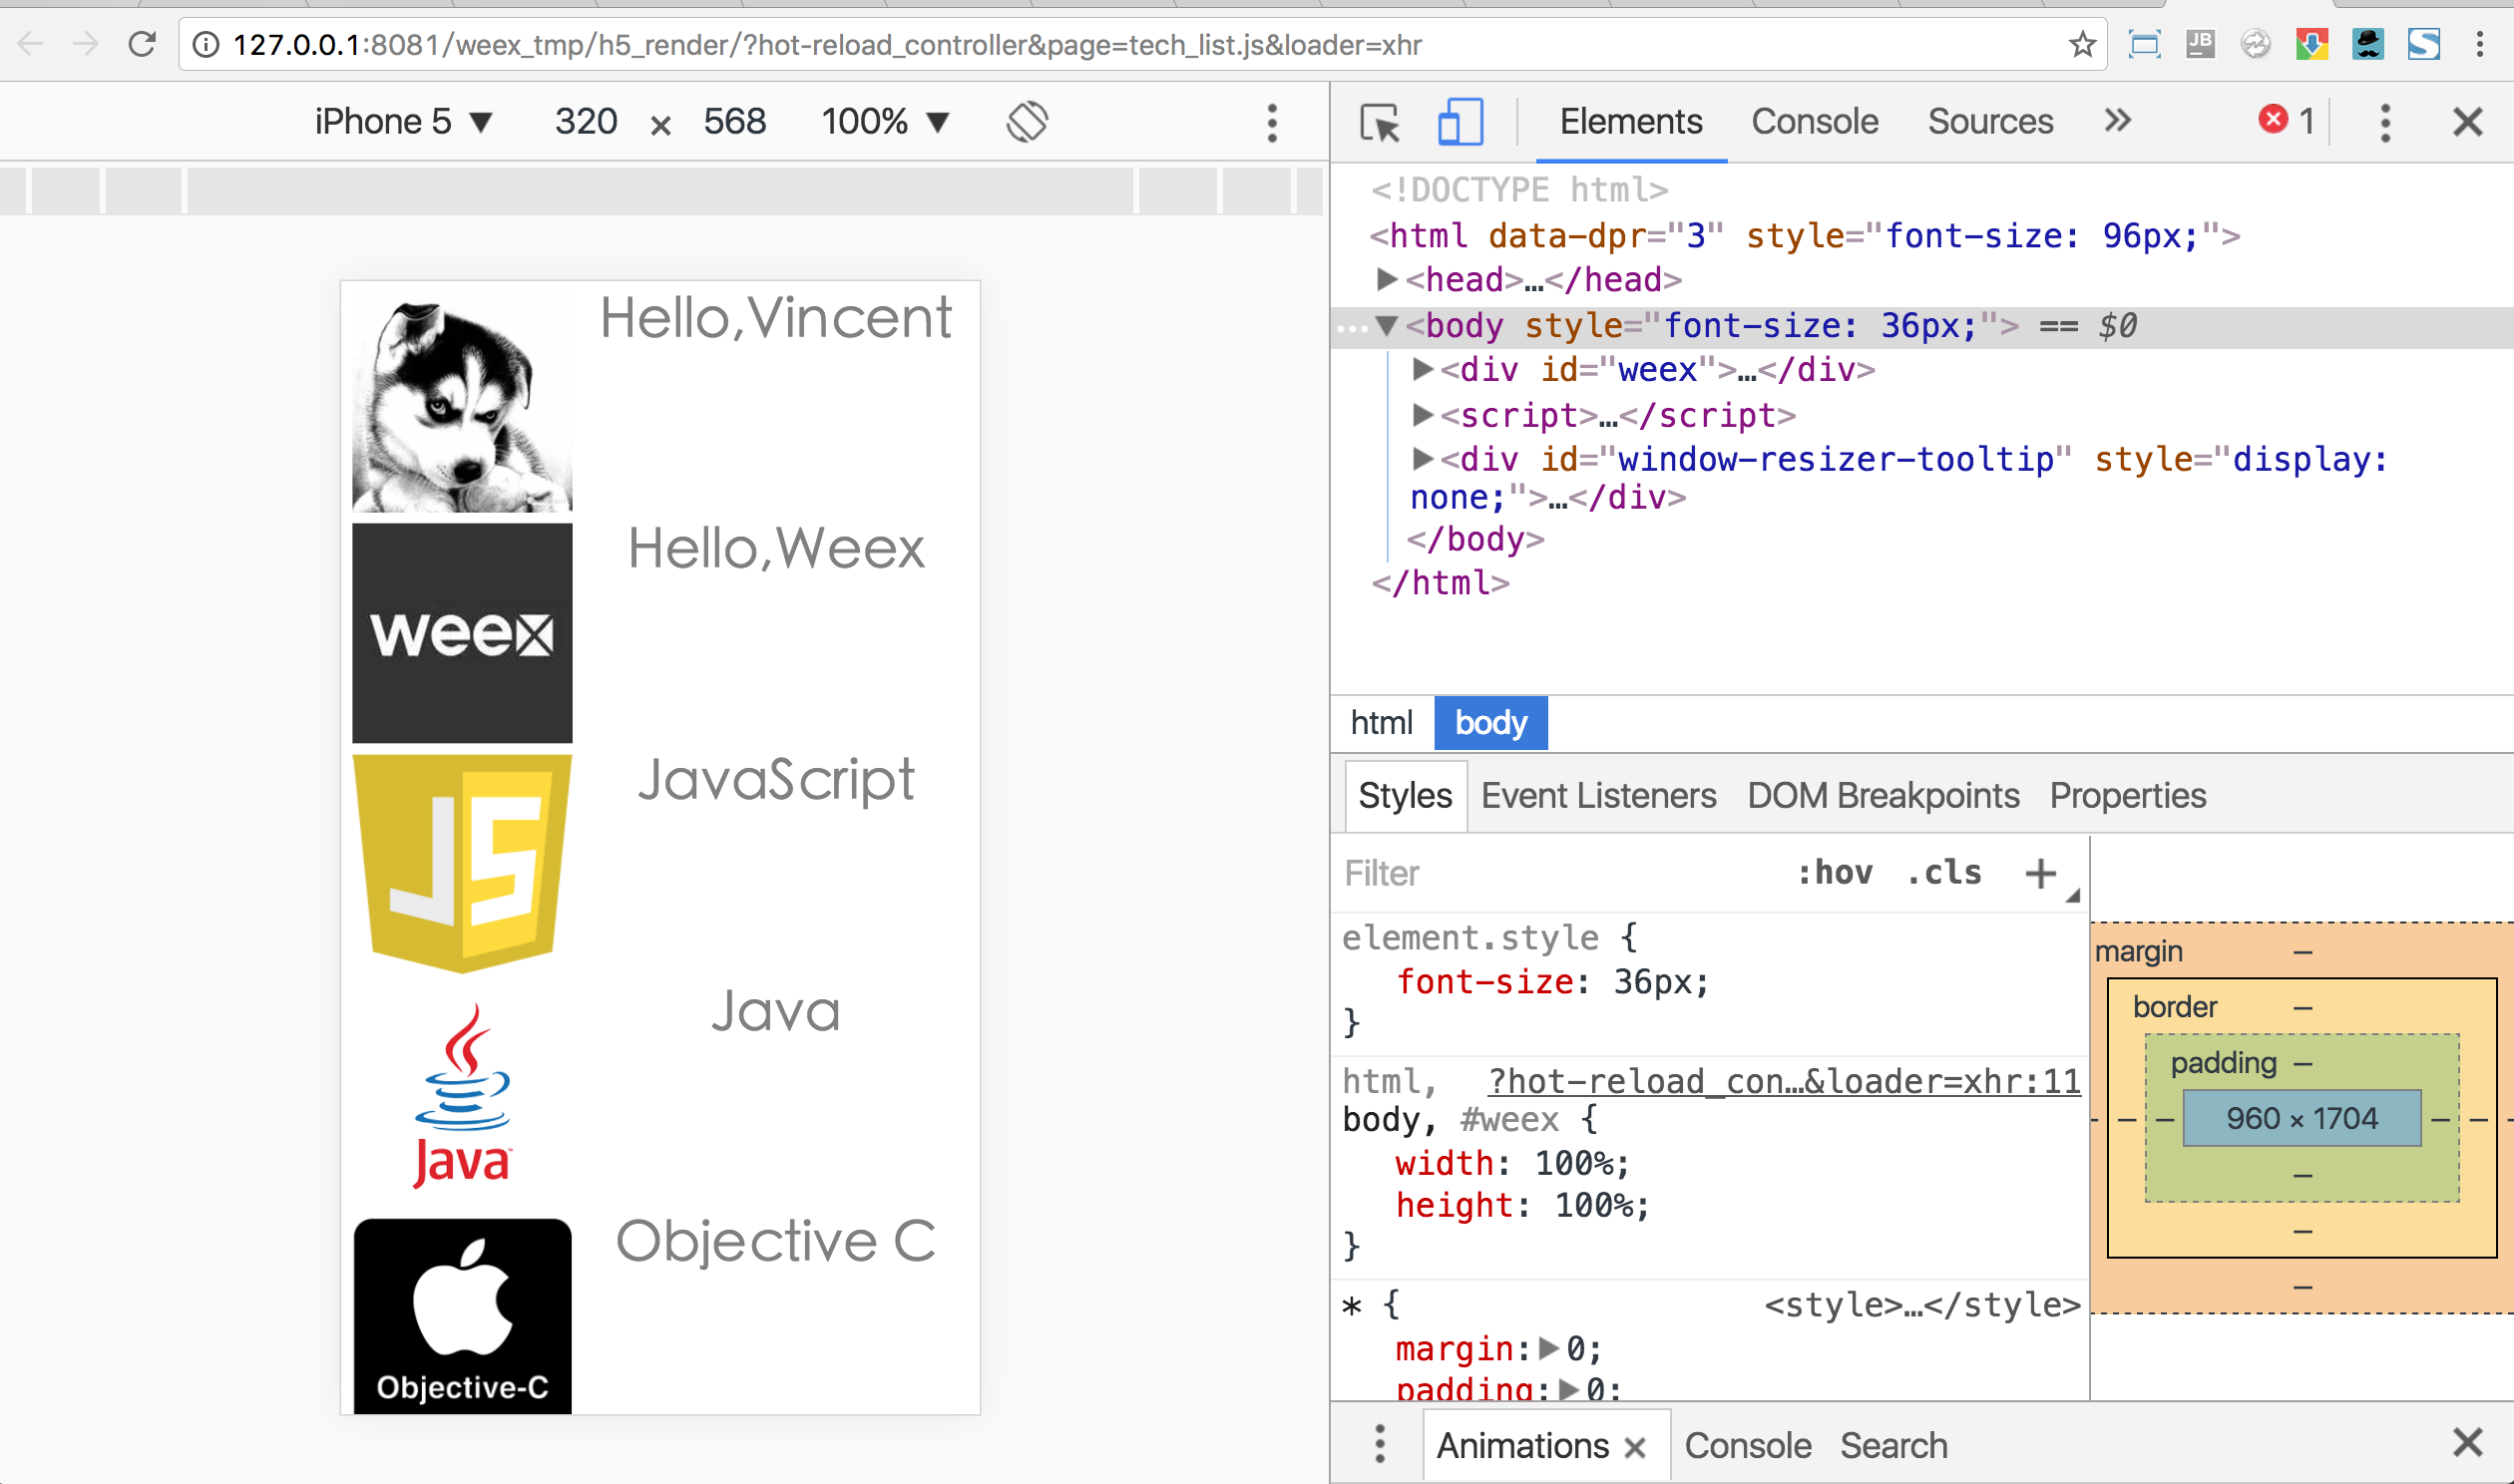 127.0.0.1:8081/weex_tmp/h5_render/?hot-reload_controller&page=tech_list.js&loader=xhr
JB
iPhone 5 ▼ 320 × 568 100% ▼
Elements Console Sources » 1
<!DOCTYPE html>
<html data-dpr="3" style="font-size: 96px;">
▶<head>…</head>
…▼<body style="font-size: 36px;"> == $0
▶<div id="weex">…</div>
▶<script>…</script>
▶<div id="window-resizer-tooltip" style="display:
none;">…</div>
</body>
</html>
html body
Styles Event Listeners DOM Breakpoints Properties
Filter :hov .cls +
element.style {
font-size: 36px;
}
html, ?hot-reload_con…&loader=xhr:11
body, #weex {
width: 100%;
height: 100%;
}
* { <style>…</style>
margin:▶0;
padding:▶0;
margin –
border –
padding –
– – – 960 × 1704 – – –
–
–
–
Animations × Console Search
Hello,Vincent
Hello,Weex
weex
JavaScript
JS
Java
Java™
Objective C
Objective-C